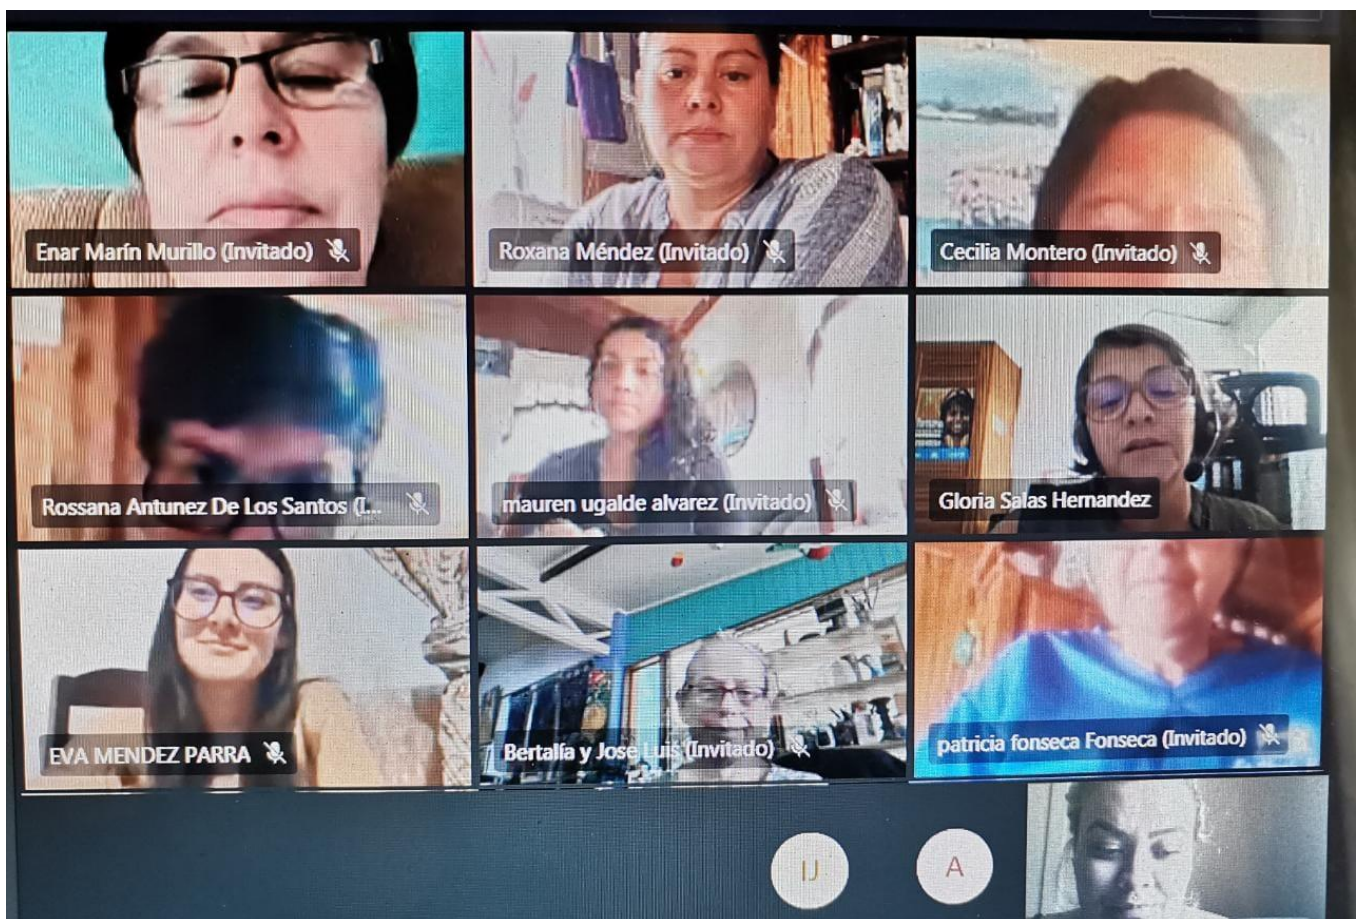 Enar Marín Murillo (Invitado)
Roxana Méndez (Invitado)
Cecilia Montero (Invitado)
Rossana Antunez De Los Santos (I...
mauren ugalde alvarez (Invitado)
Gloria Salas Hernandez
EVA MENDEZ PARRA
Bertalía y Jose Luis (Invitado)
patricia fonseca Fonseca (Invitado)
IJ
A